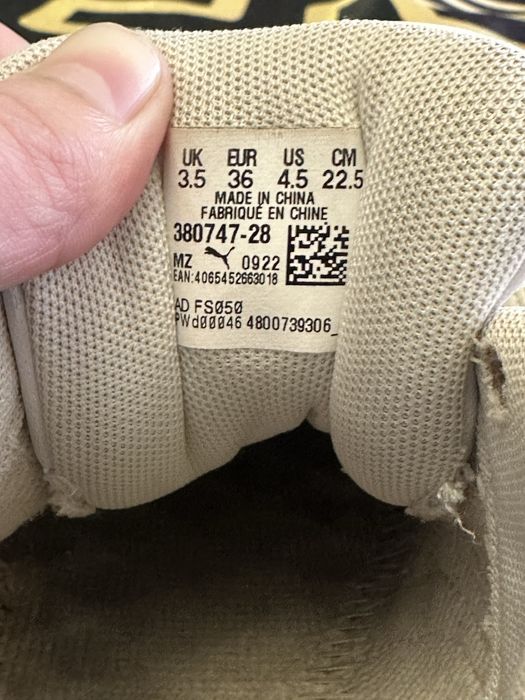 UK EUR US CM
3.5 36 4.5 22.5
MADE IN CHINA
FABRIQUÉ EN CHINE
380747-28
MZ 0922
EAN:4065452663018
AD FS050
PWd00046 4800739306_